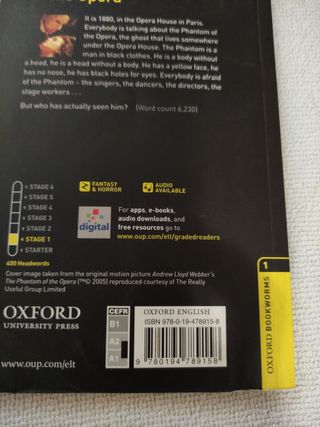 Opera
It is 1880, in the Opera House in Paris.
Everybody is talking about the Phantom of
the Opera, the ghost that lives somewhere
under the Opera House. The Phantom is a
man in black clothes. He is a body without
a head, he is a head without a body. He has a yellow face, he
has no nose, he has black holes for eyes. Everybody is afraid
of the Phantom – the singers, the dancers, the directors, the
stage workers . . .
But who has actually seen him? (Word count 6,230)
STAGE 6
STAGE 5
STAGE 4
STAGE 3
STAGE 2
STAGE 1
STARTER
400 Headwords
FANTASY
& HORROR
AUDIO
AVAILABLE
digital
For apps, e-books,
audio downloads, and
free resources go to
www.oup.com/elt/gradedreaders
Cover image taken from the original motion picture Andrew Lloyd Webber's
The Phantom of the Opera (™© 2005) reproduced courtesy of The Really
Useful Group Limited
OXFORD
UNIVERSITY PRESS
www.oup.com/elt
CEFR
B1
A2
A1
OXFORD ENGLISH
ISBN 978-0-19-478915-8
9 780194 789158
1
OXFORD BOOKWORMS